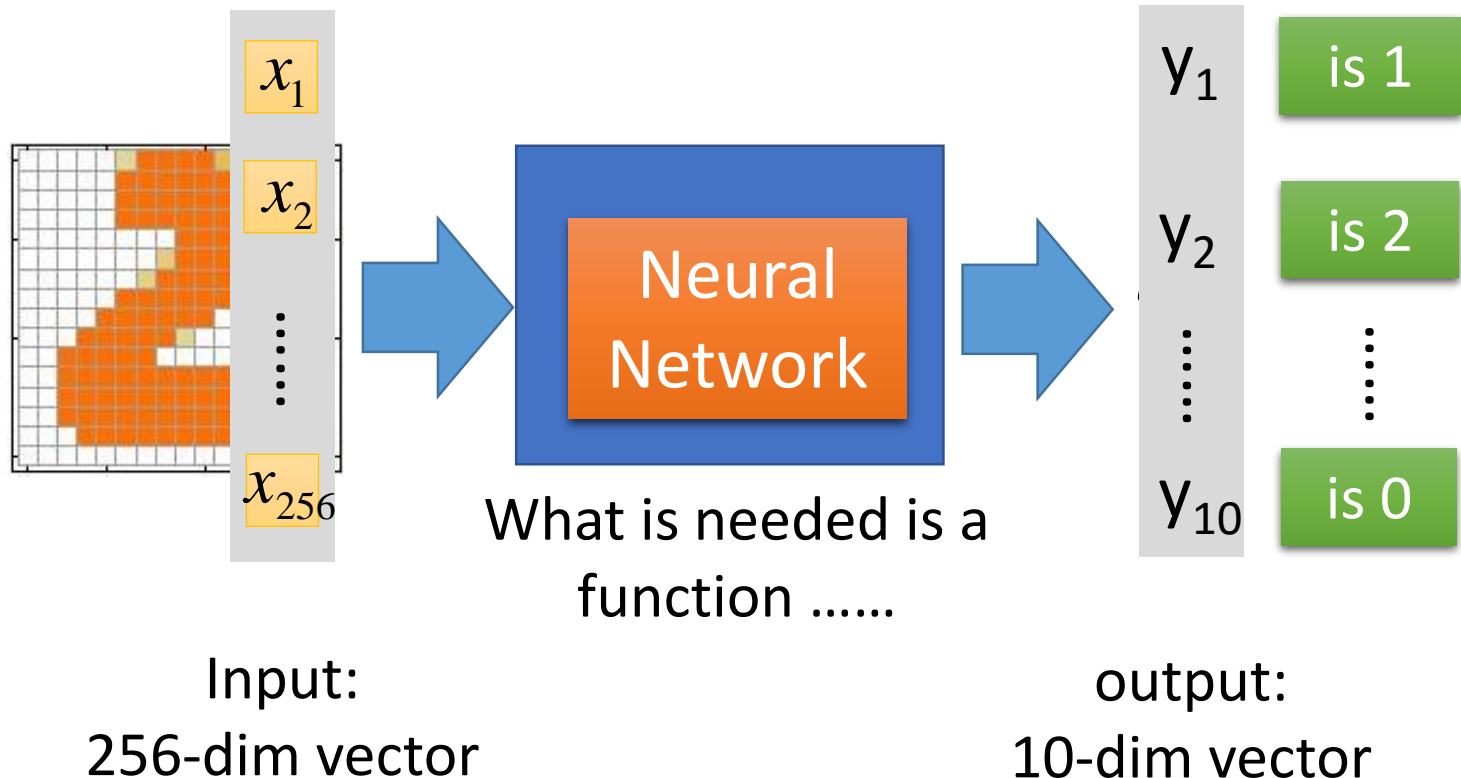 x₁
x₂
......
x₂₅₆
Neural
Network
What is needed is a
function ......
y₁
y₂
......
y₁₀
is 1
is 2
......
is 0
Input:
256-dim vector
output:
10-dim vector